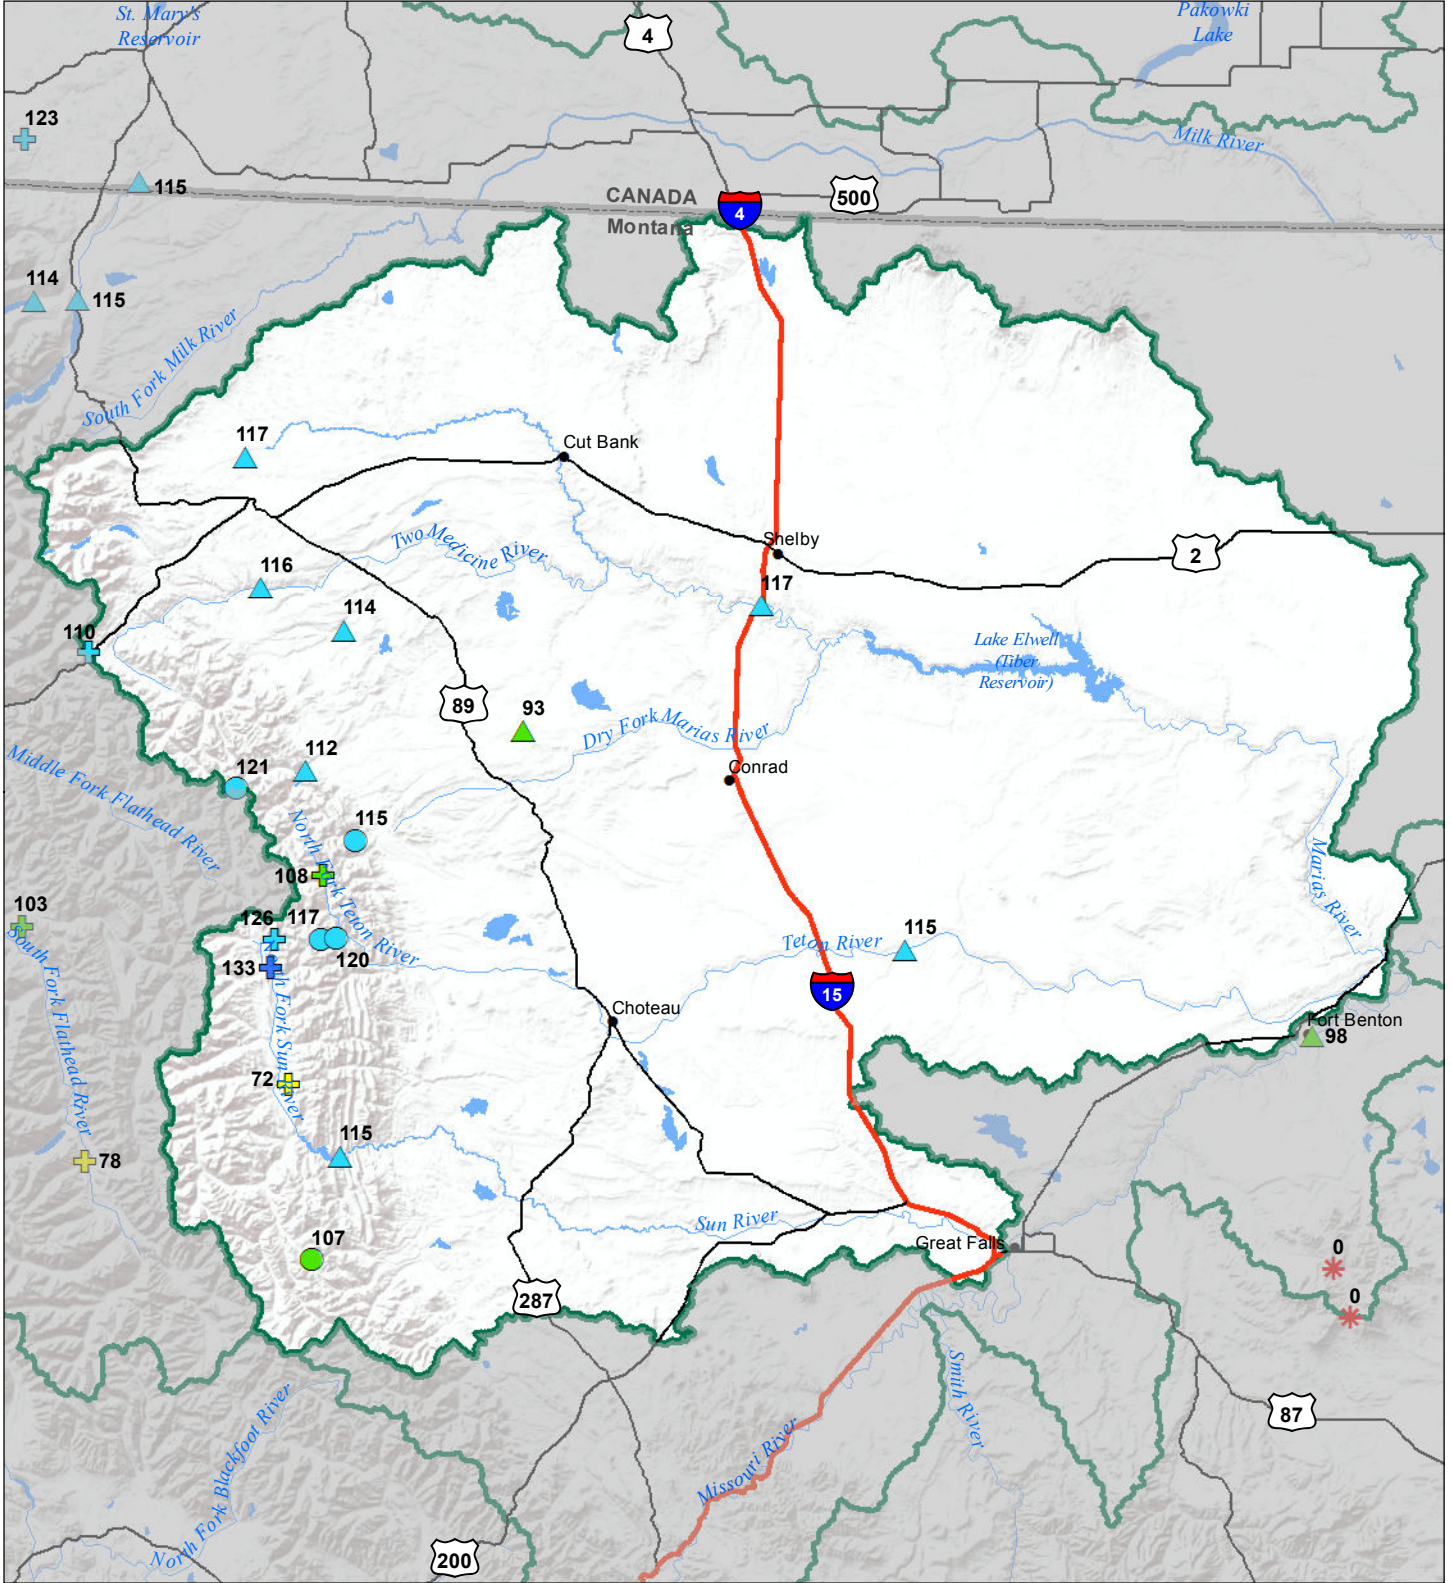 St. Mary's
Reservoir
Pakowki
Lake
4
123
Milk River
115
CANADA
4
500
Montana
114
115
South Fork Milk River
117
Cut Bank
Two Medicine River
Shelby
2
116
114
117
110
Lake Elwell
(Tiber
Reservoir)
89
93
Dry Fork Marias River
Middle Fork Flathead River
121
112
Conrad
115
North Fork Teton River
108
Marias River
103
126
117
120
South Fork Flathead River
133
Teton River
115
15
North Fork Sun River
Choteau
Fort Benton
98
72
115
78
Sun River
107
Great Falls
0
287
0
Smith River
87
North Fork Blackfoot River
Missouri River
200